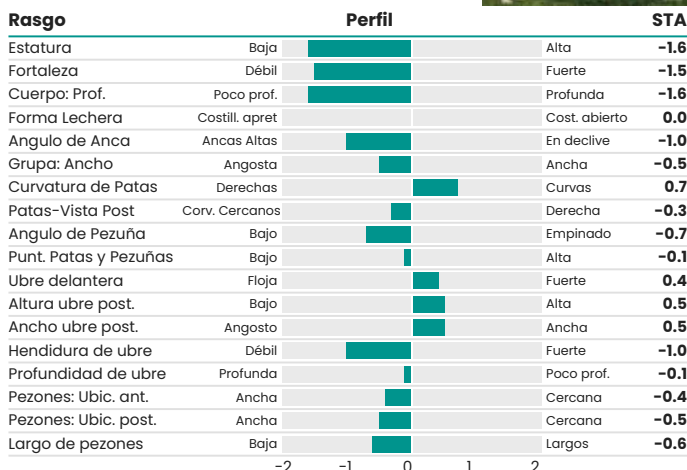 Rasgo Perfil STA
Estatura Baja Alta -1.6
Fortaleza Débil Fuerte -1.5
Cuerpo: Prof. Poco prof. Profunda -1.6
Forma Lechera Costill. apret Cost. abierto 0.0
Angulo de Anca Ancas Altas En declive -1.0
Grupa: Ancho Angosta Ancha -0.5
Curvatura de Patas Derechas Curvas 0.7
Patas-Vista Post Corv. Cercanos Derecha -0.3
Angulo de Pezuña Bajo Empinado -0.7
Punt. Patas y Pezuñas Bajo Alta -0.1
Ubre delantera Floja Fuerte 0.4
Altura ubre post. Bajo Alta 0.5
Ancho ubre post. Angosto Ancha 0.5
Hendidura de ubre Débil Fuerte -1.0
Profundidad de ubre Profunda Poco prof. -0.1
Pezones: Ubic. ant. Ancha Cercana -0.4
Pezones: Ubic. post. Ancha Cercana -0.5
Largo de pezones Baja Largos -0.6
-2 -1 0 1 2